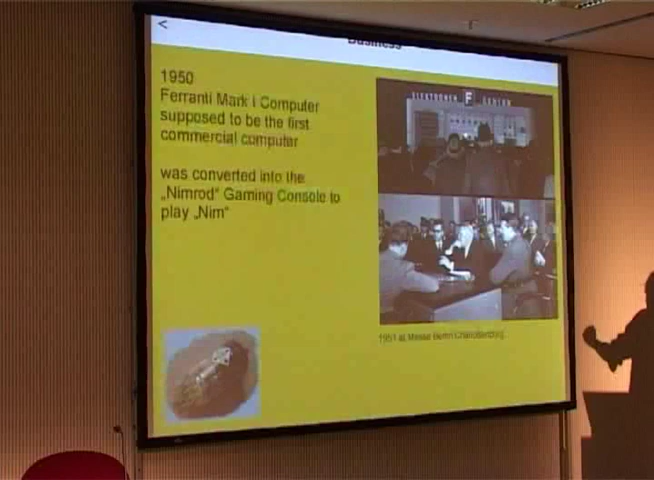 <
Business
1950
Ferranti Mark I Computer
supposed to be the first
commercial computer
was converted into the
„Nimrod" Gaming Console to
play „Nim"
F
1951 at Messe Berlin Charlottenburg